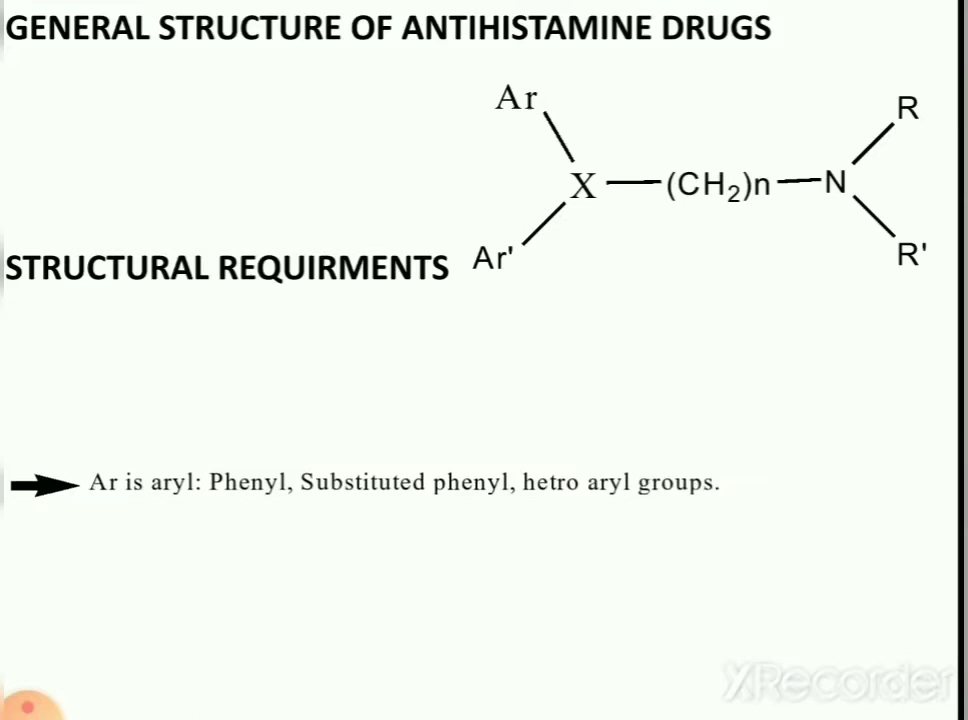 GENERAL STRUCTURE OF ANTIHISTAMINE DRUGS
Ar
R
X—(CH₂)n—N
Ar'
R'
STRUCTURAL REQUIRMENTS
Ar is aryl: Phenyl, Substituted phenyl, hetro aryl groups.
XRecorder